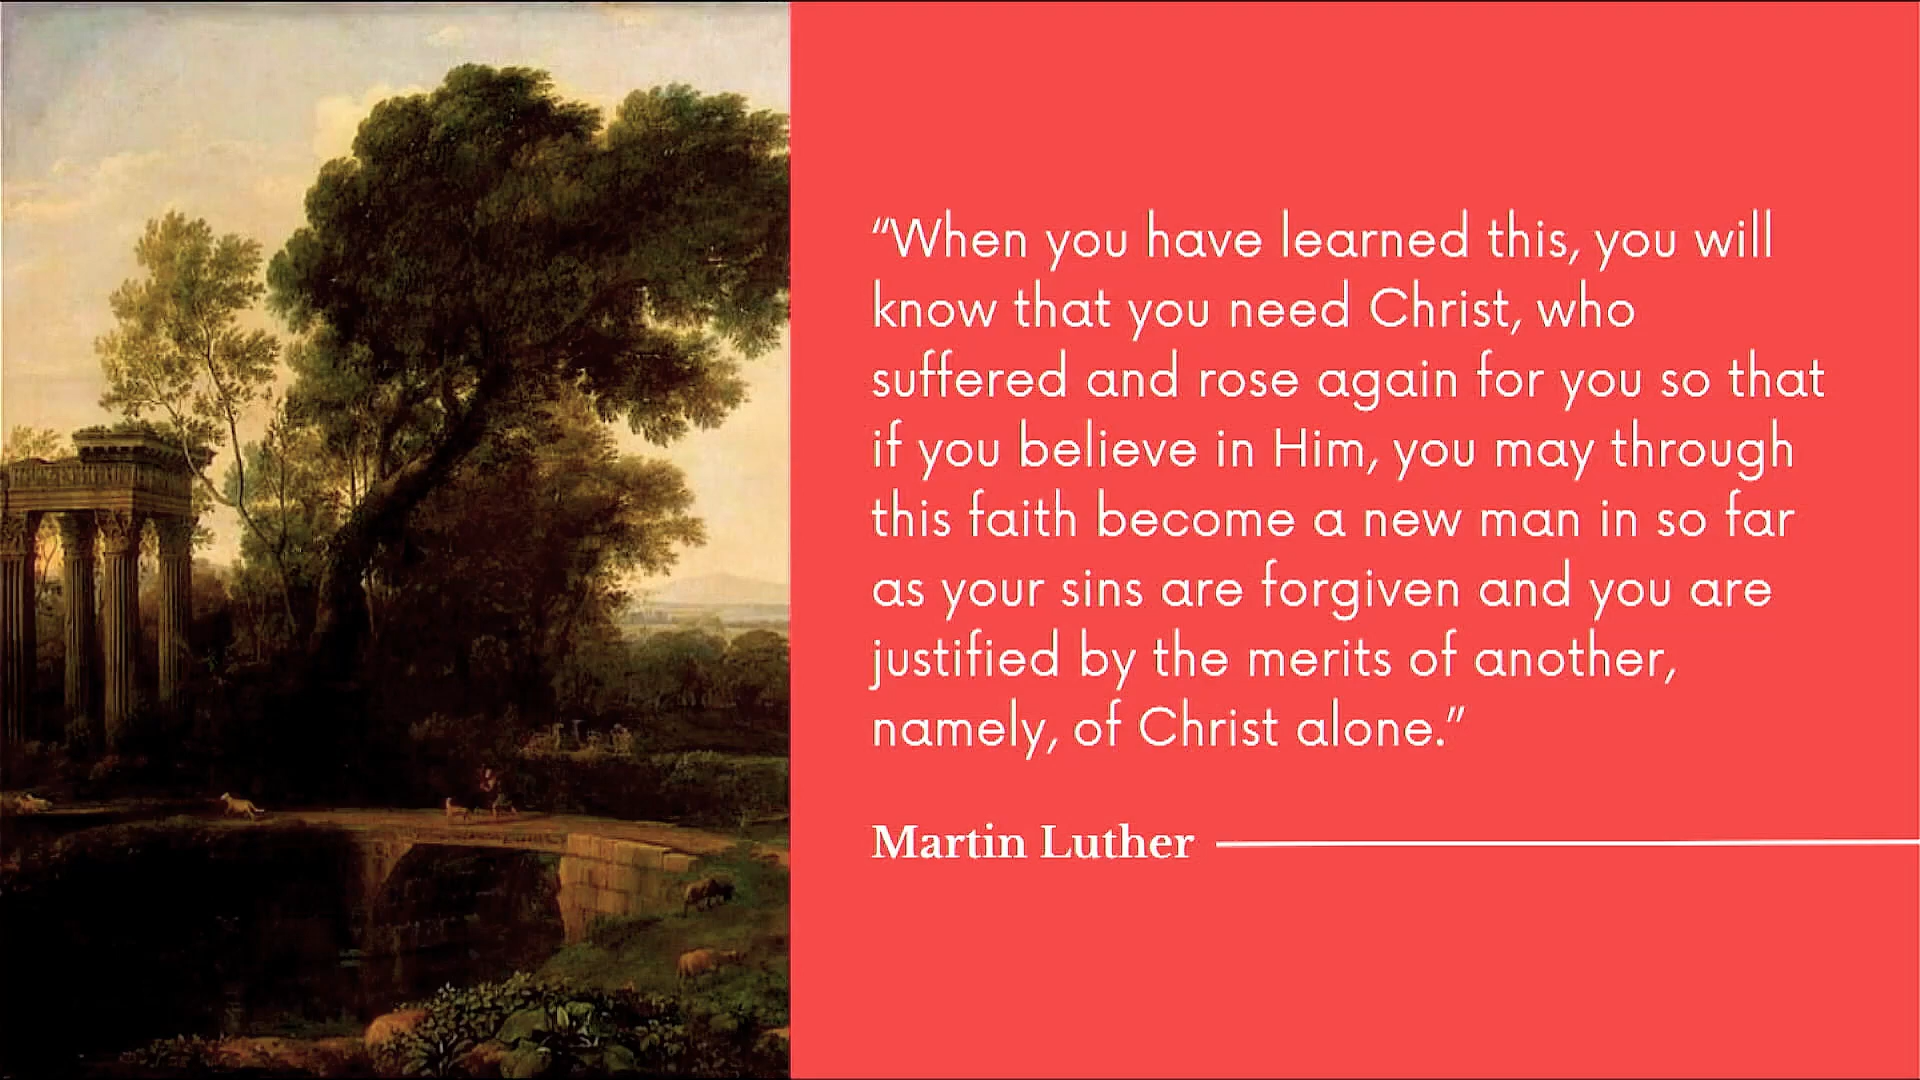 “When you have learned this, you will
know that you need Christ, who
suffered and rose again for you so that
if you believe in Him, you may through
this faith become a new man in so far
as your sins are forgiven and you are
justified by the merits of another,
namely, of Christ alone.”
Martin Luther